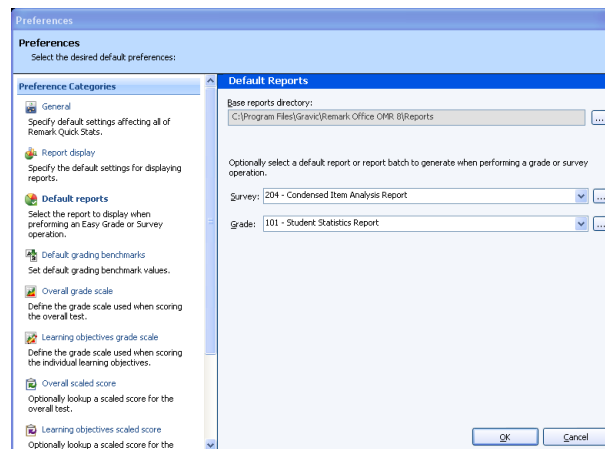 Preferences
Preferences
Select the desired default preferences:
Preference Categories
General
Specify default settings affecting all of
Remark Quick Stats.
Report display
Specify the default settings for displaying
reports.
Default reports
Select the report to display when
preforming an Easy Grade or Survey
operation.
Default grading benchmarks
Set default grading benchmark values.
Overall grade scale
Define the grade scale used when scoring
the overall test.
Learning objectives grade scale
Define the grade scale used when scoring
the individual learning objectives.
Overall scaled score
Optionally lookup a scaled score for the
overall test.
Learning objectives scaled score
Optionally lookup a scaled score for the
Default Reports
Base reports directory:
C:\Program Files\Gravic\Remark Office OMR 8\Reports
...
Optionally select a default report or report batch to generate when performing a grade or survey
operation.
Survey: 204 - Condensed Item Analysis Report ...
Grade: 101 - Student Statistics Report ...
OK Cancel